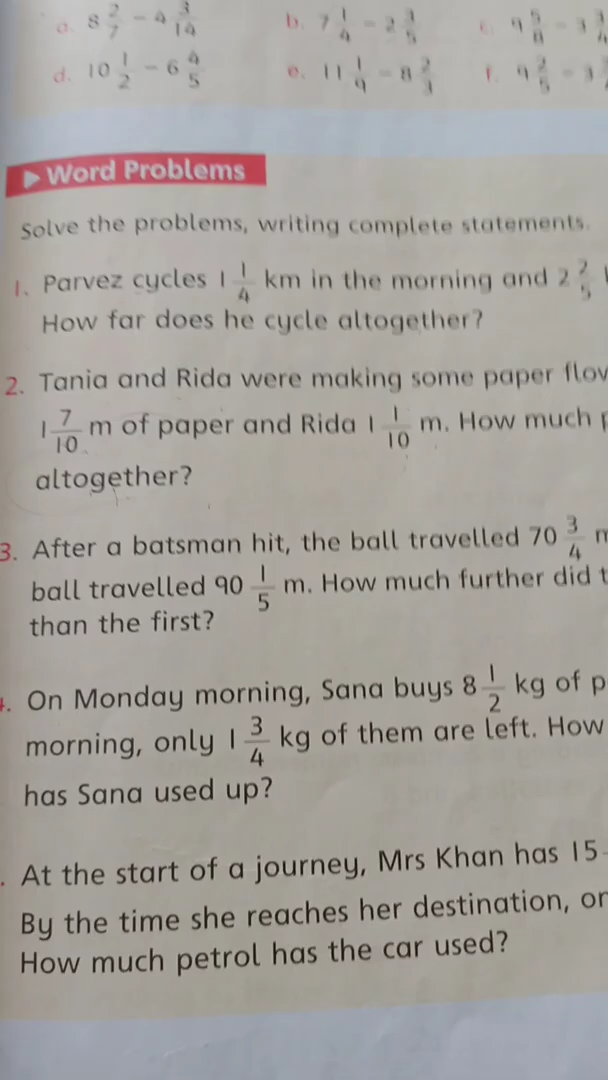 a. 8 2/7 - 4 3/14 b. 7 1/4 - 2 3/5 c. 9 5/8 - 3 3/4
d. 10 1/2 - 6 4/5 e. 11 1/9 - 8 2/3 f. 9 2/5 - 3
Word Problems
Solve the problems, writing complete statements.
1. Parvez cycles 1 1/4 km in the morning and 2 2/5
How far does he cycle altogether?
2. Tania and Rida were making some paper
1 7/10 m of paper and Rida 1 1/10 m. How much
altogether?
3. After a batsman hit, the ball travelled 70 3/4
ball travelled 90 1/5 m. How much further did
than the first?
. On Monday morning, Sana buys 8 1/2 kg of
morning, only 1 3/4 kg of them are left. How
has Sana used up?
. At the start of a journey, Mrs Khan has 15
By the time she reaches her destination,
How much petrol has the car used?